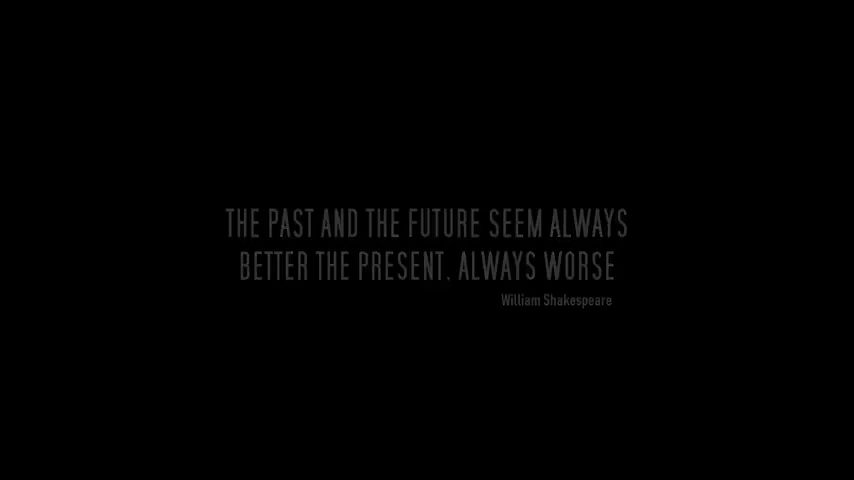 THE PAST AND THE FUTURE SEEM ALWAYS
BETTER THE PRESENT, ALWAYS WORSE
William Shakespeare